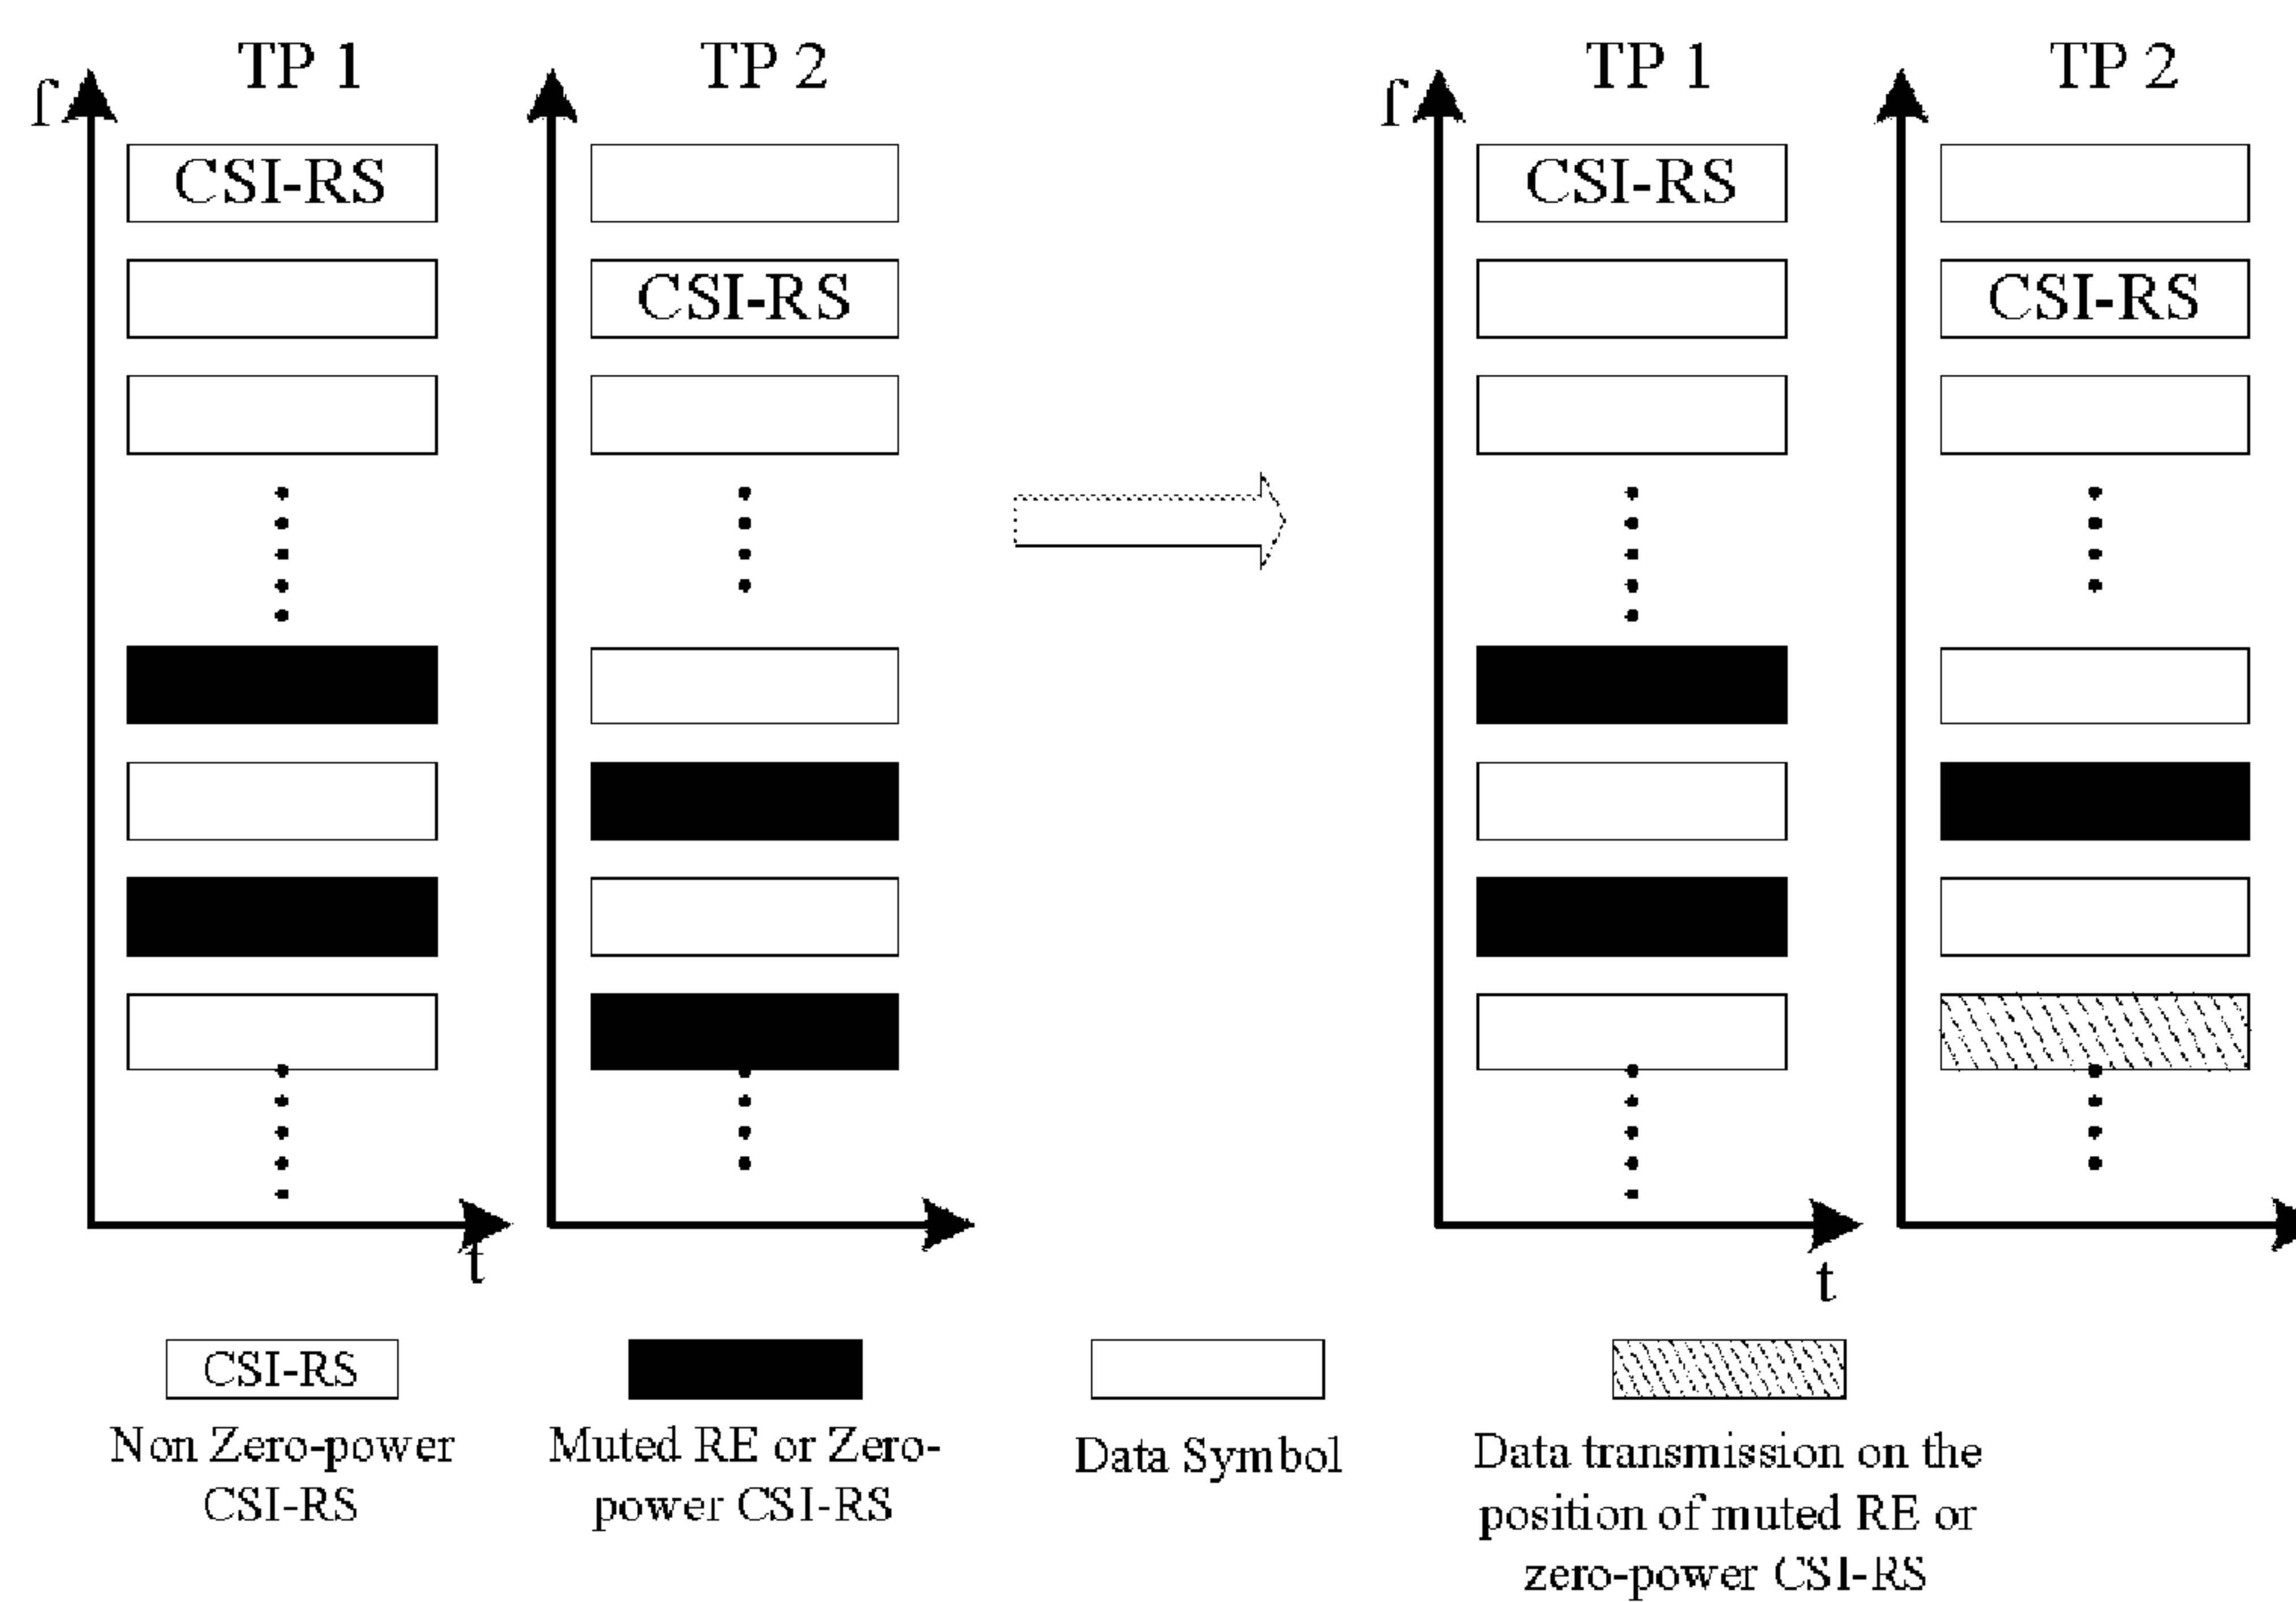 TP 1
TP 2
TP 1
TP 2
f
f
CSI-RS
CSI-RS
CSI-RS
CSI-RS
t
t
CSI-RS
Non Zero-power
CSI-RS
Muted RE or Zero-
power CSI-RS
Data Symbol
Data transmission on the
position of muted RE or
zero-power CSI-RS